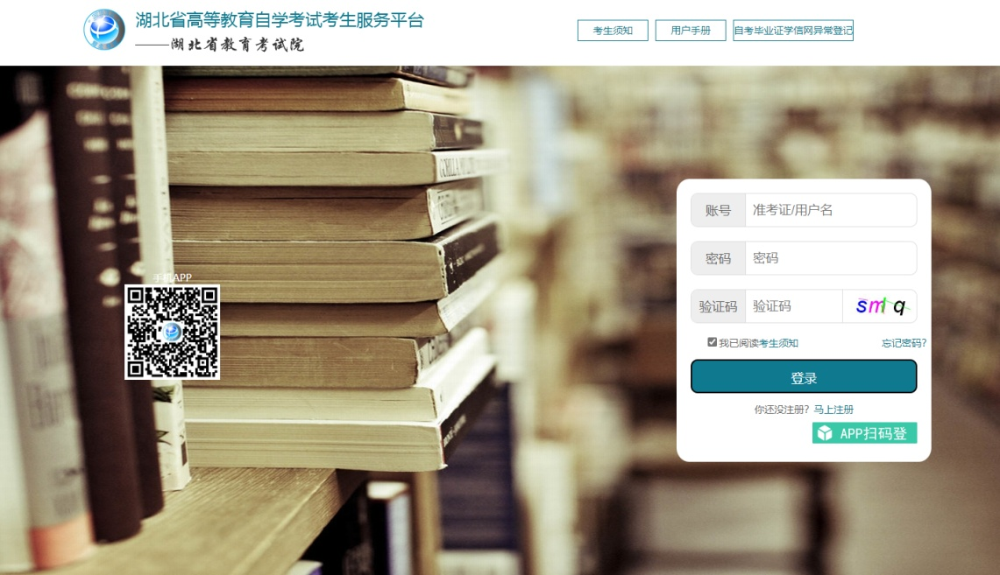 湖北省高等教育自学考试考生服务平台
——湖北省教育考试院
考生须知
用户手册
自考毕业证学信网异常登记
手机APP
账号 准考证/用户名
密码 密码
验证码 验证码 smlq
我已阅读考生须知 忘记密码?
登录
你还没注册? 马上注册
APP扫码登